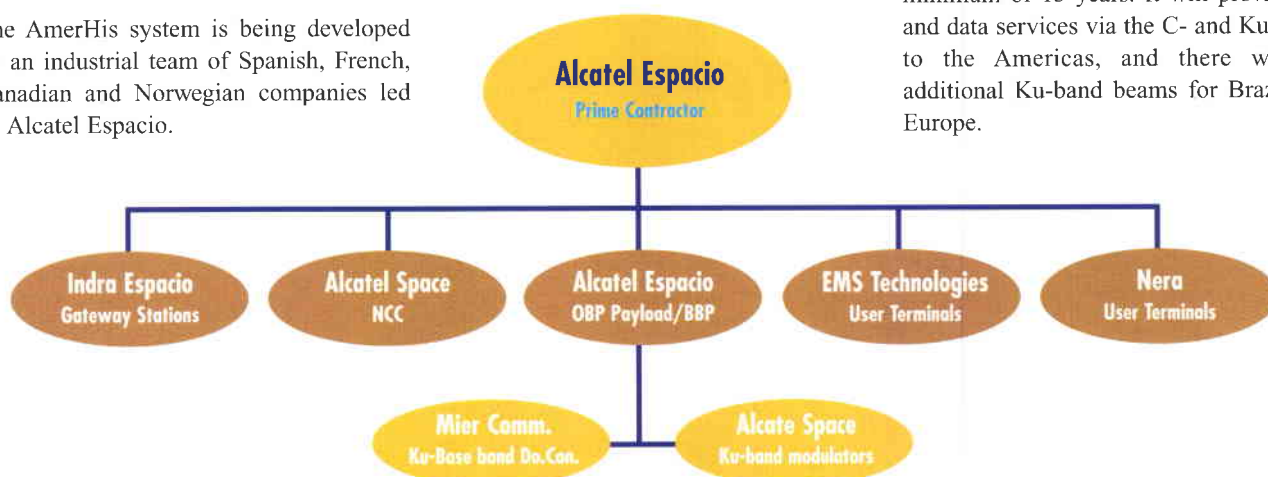 he AmerHis system is being developed
an industrial team of Spanish, French,
anadian and Norwegian companies led
Alcatel Espacio.
and data services via the C- and Ku
to the Americas, and there w
additional Ku-band beams for Braz
Europe.
Alcatel Espacio
Prime Contractor
Indra Espacio
Gateway Stations
Alcatel Space
NCC
Alcatel Espacio
OBP Payload/BBP
EMS Technologies
User Terminals
Nera
User Terminals
Mier Comm.
Ku-Base band Do.Con.
Alcate Space
Ku-band modulators